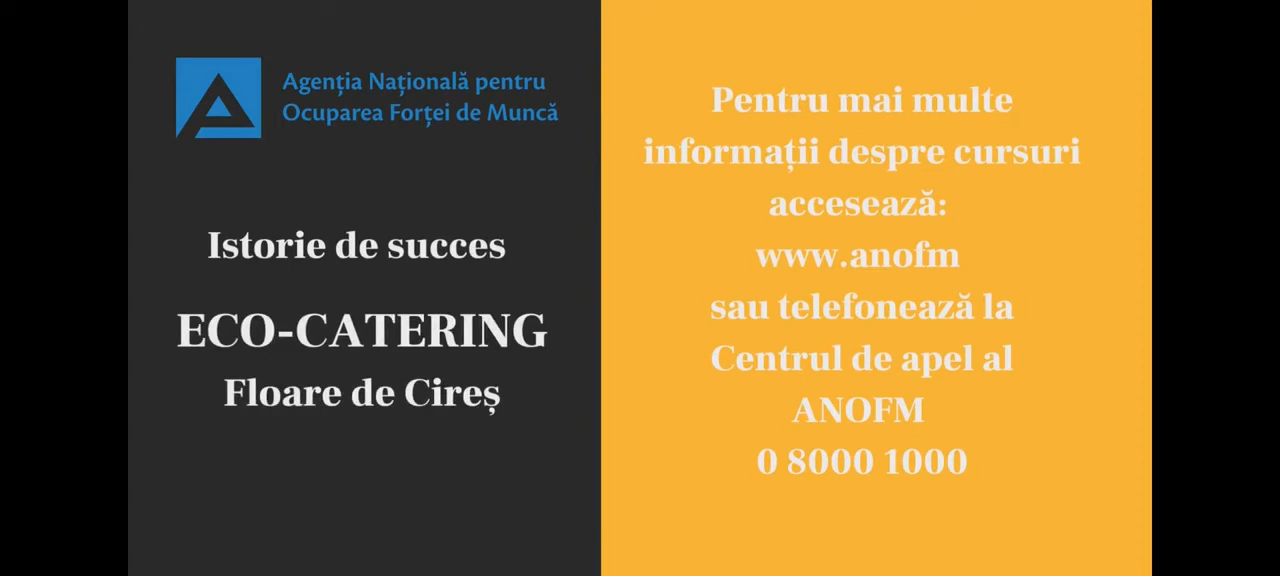 Agenția Națională pentru
Ocuparea Forței de Muncă
Istorie de succes
ECO-CATERING
Floare de Cireș
Pentru mai multe
informații despre cursuri
accesează:
www.anofm
sau telefonează la
Centrul de apel al
ANOFM
0 8000 1000